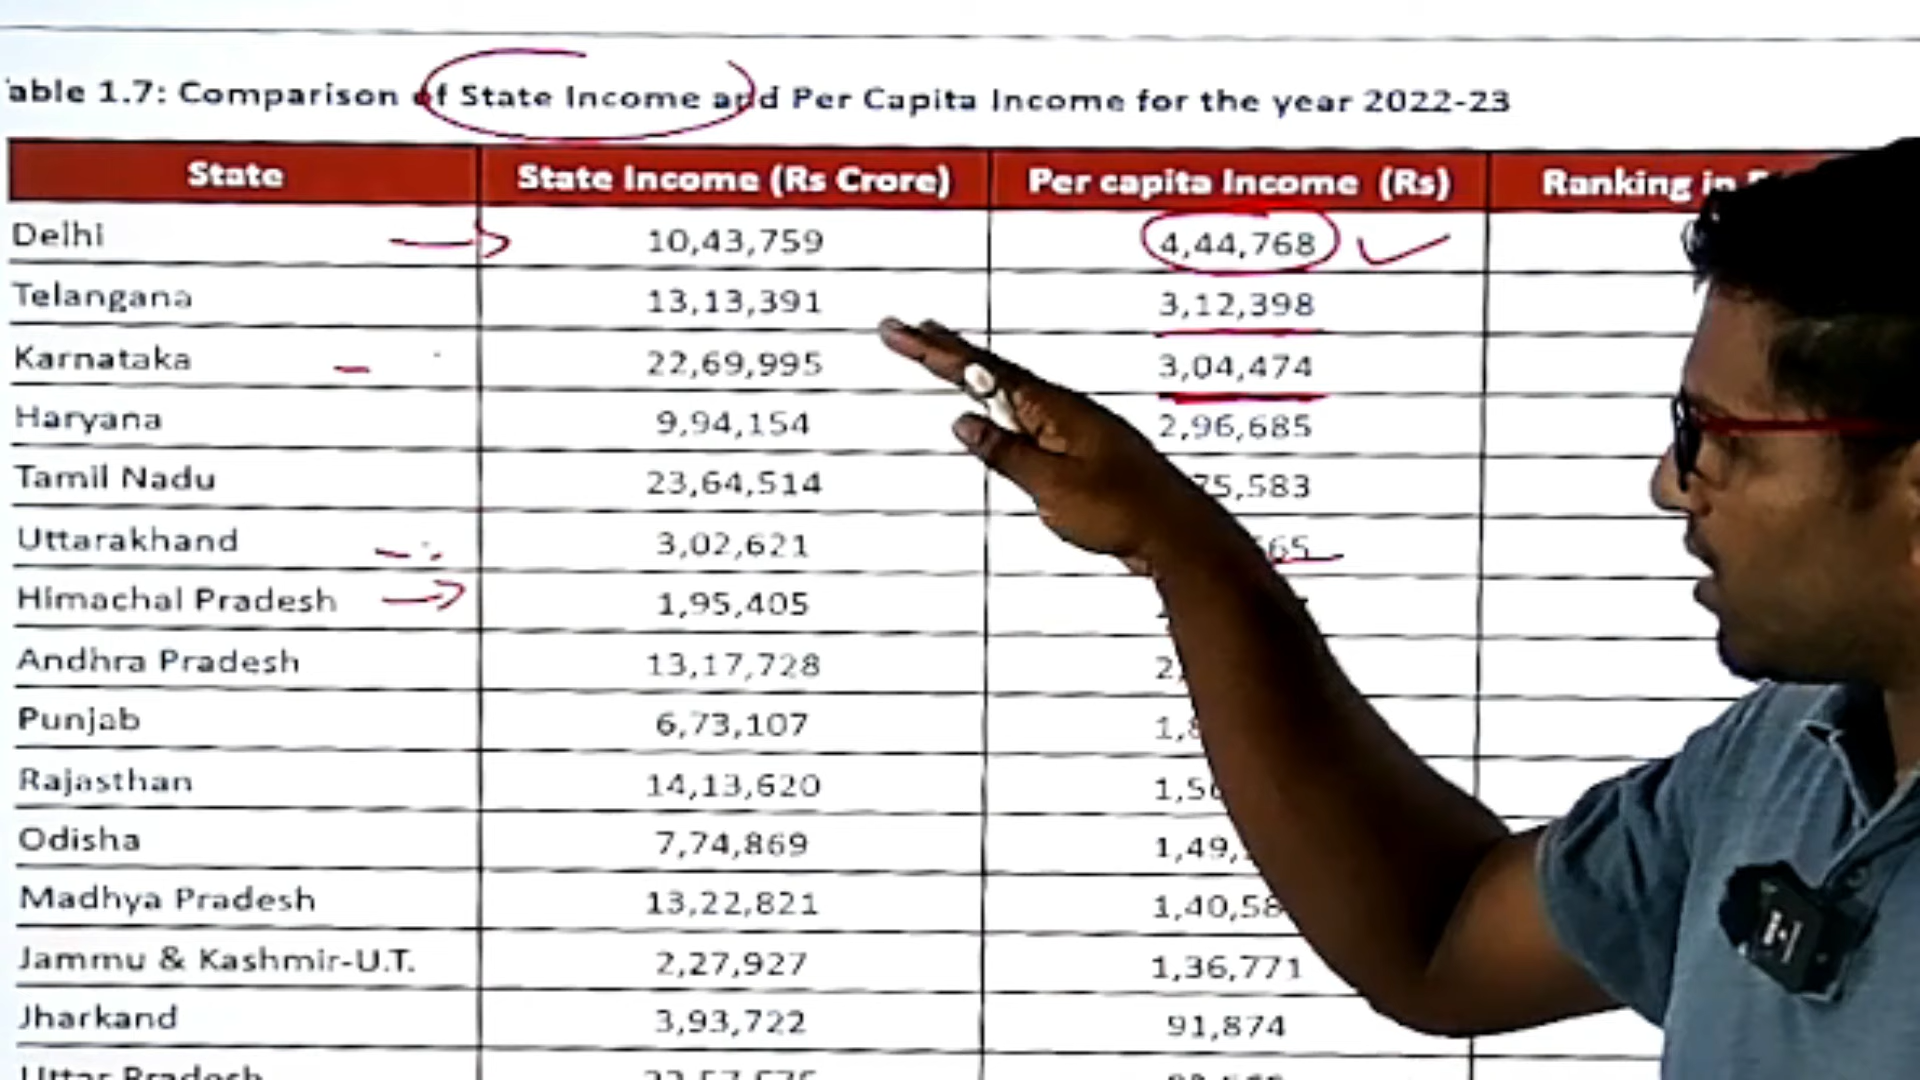 able 1.7: Comparison of State Income and Per Capita Income for the year 2022-23
State State Income (Rs Crore) Per capita Income (Rs) Ranking in
Delhi 10,43,759 4,44,768
Telangana 13,13,391 3,12,398
Karnataka 22,69,995 3,04,474
Haryana 9,94,154 2,96,685
Tamil Nadu 23,64,514 75,583
Uttarakhand 3,02,621 65
Himachal Pradesh 1,95,405
Andhra Pradesh 13,17,728 2,
Punjab 6,73,107 1,8
Rajasthan 14,13,620 1,5
Odisha 7,74,869 1,49,
Madhya Pradesh 13,22,821 1,40,58
Jammu & Kashmir-U.T. 2,27,927 1,36,771
Jharkand 3,93,722 91,874
Uttar Pradesh